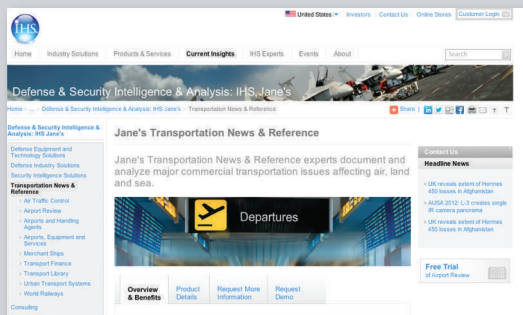 United States
Investors
Contact Us
Online Stores
Customer Login
IHS
Home
Industry Solutions
Products & Services
Current Insights
IHS Experts
Events
About
Search
Defense & Security Intelligence & Analysis: IHS Jane's
Home > ... > Defense & Security Intelligence & Analysis: IHS Jane's > Transportation News & Reference
Share
Defense & Security Intelligence &
Analysis: IHS Jane's
Defense Equipment and
Technology Solutions
Defense Industry Solutions
Security Intelligence Solutions
Transportation News &
Reference
Air Traffic Control
Airport Review
Airports and Handling
Agents
Airports, Equipment and
Services
Merchant Ships
Transport Finance
Transport Library
Urban Transport Systems
World Railways
Consulting
Jane's Transportation News & Reference
Jane's Transportation News & Reference experts document and
analyze major commercial transportation issues affecting air, land
and sea.
Departures
Overview
& Benefits
Product
Details
Request More
Information
Request
Demo
Contact Us
Headline News
UK reveals extent of Hermes
450 losses in Afghanistan
AUSA 2012: L-3 creates single
IR camera panorama
UK reveals extent of Hermes
450 losses in Afghanistan
Free Trial
of Airport Review